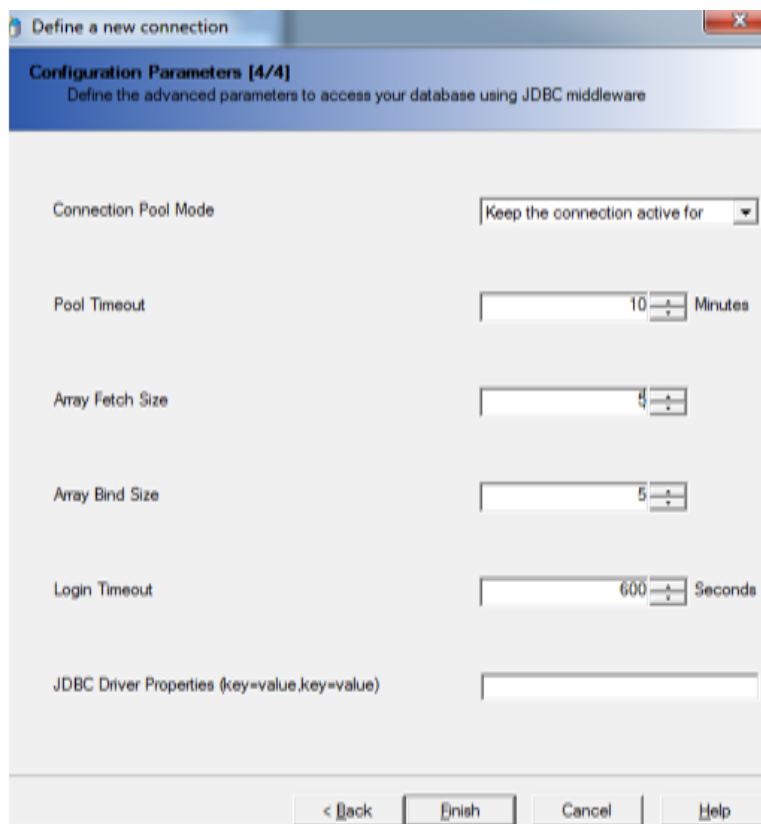 Define a new connection
Configuration Parameters [4/4]
Define the advanced parameters to access your database using JDBC middleware
Connection Pool Mode
Keep the connection active for
Pool Timeout
10 Minutes
Array Fetch Size
5
Array Bind Size
5
Login Timeout
600 Seconds
JDBC Driver Properties (key=value,key=value)
< Back
Finish
Cancel
Help